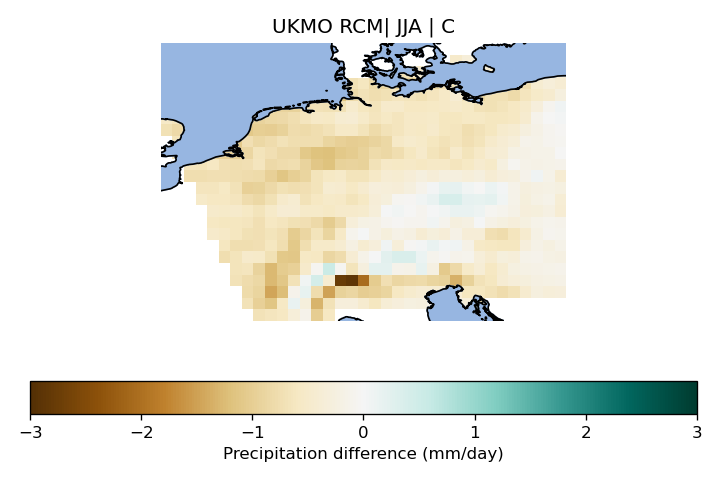 UKMO RCM| JJA | C
−3 −2 −1 0 1 2 3
Precipitation difference (mm/day)